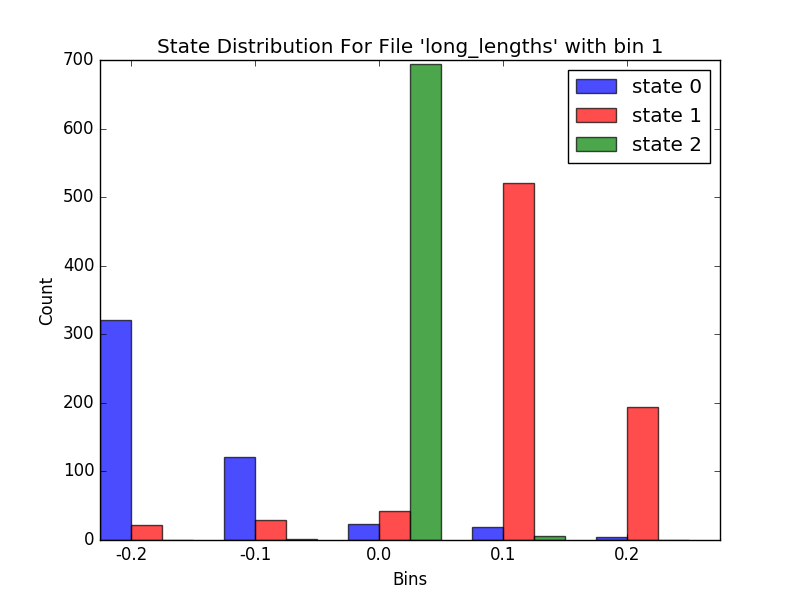 State Distribution For File 'long_lengths' with bin 1
700
600
500
400
300
200
100
0
Count
state 0
state 1
state 2
-0.2 -0.1 0.0 0.1 0.2
Bins